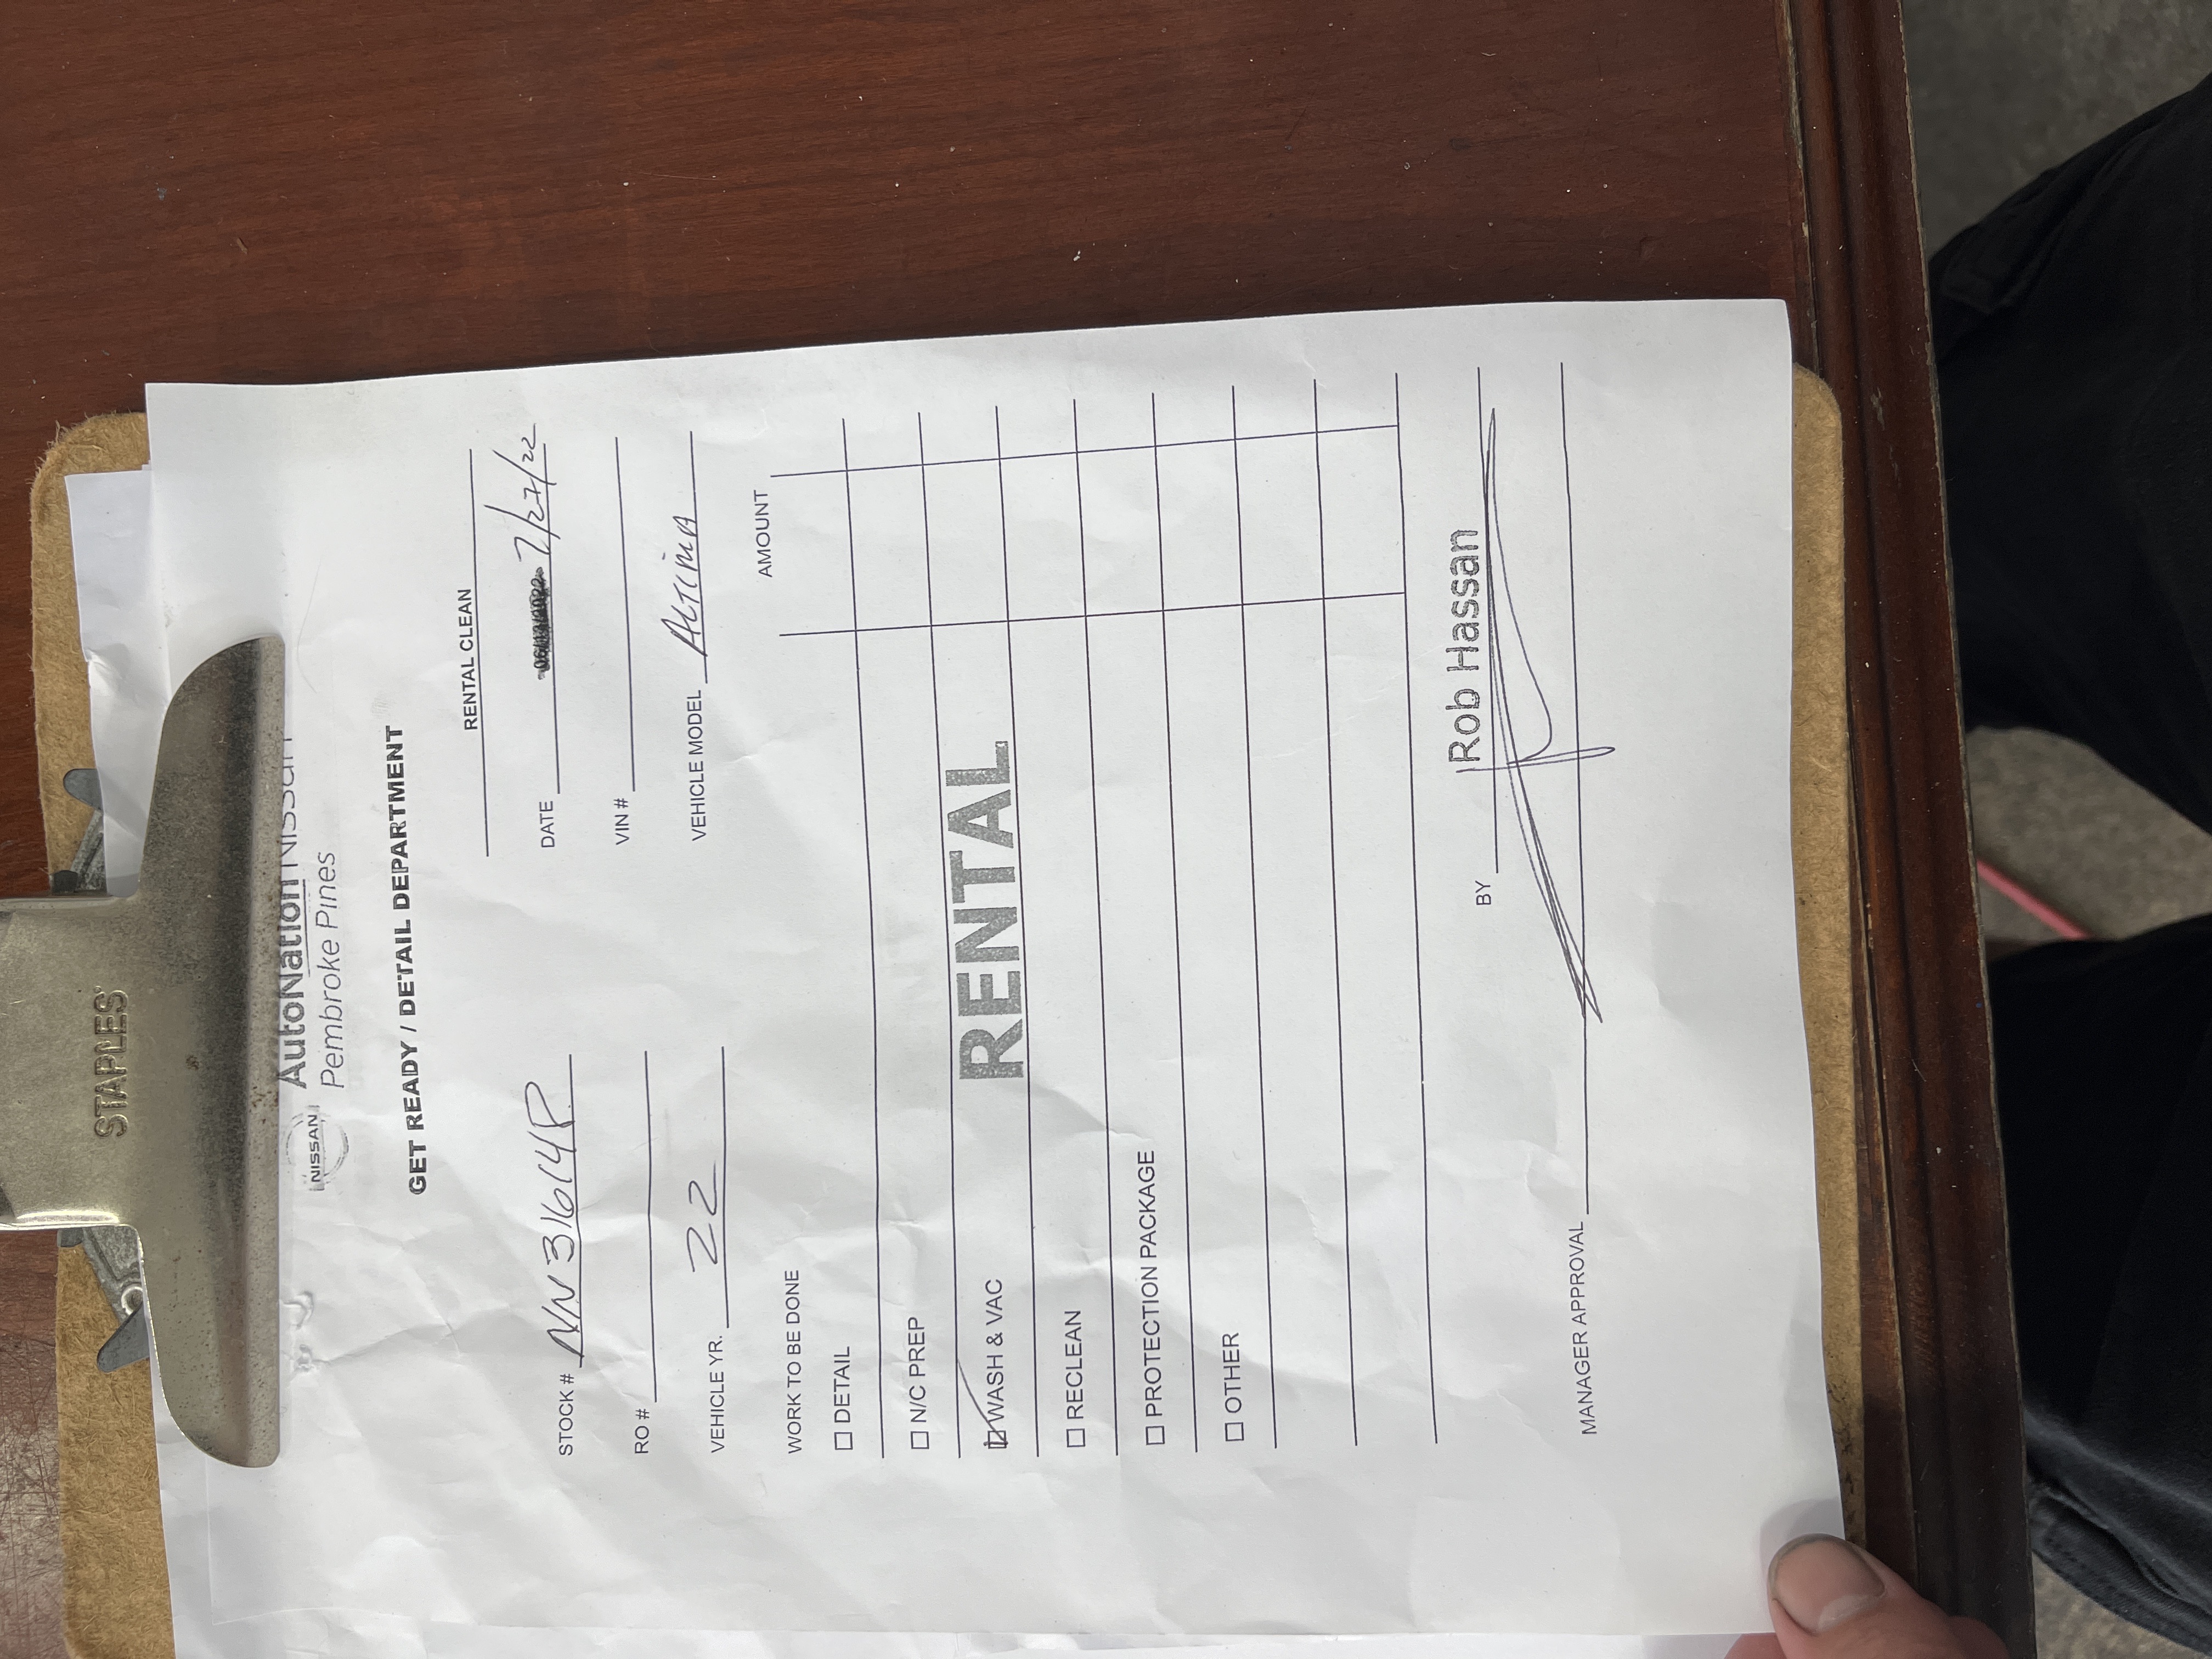 STAPLES
NISSAN
AutoNation Nissan
Pembroke Pines
GET READY / DETAIL DEPARTMENT
RENTAL CLEAN
STOCK # NN31614R DATE 7/27/22
RO # VIN #
VEHICLE YR. 22 VEHICLE MODEL ALTIMA
WORK TO BE DONE AMOUNT
☐ DETAIL
☐ N/C PREP
☑ WASH & VAC RENTAL
☐ RECLEAN
☐ PROTECTION PACKAGE
☐ OTHER
BY Rob Hassan
MANAGER APPROVAL